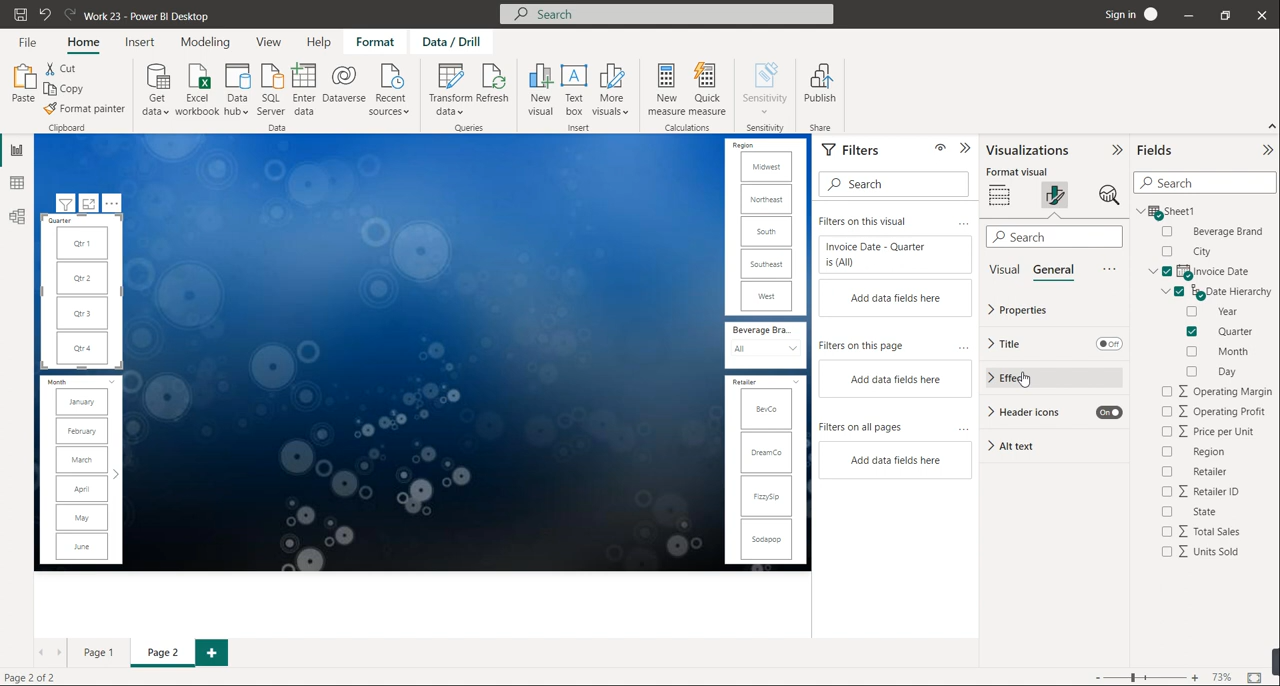 Work 23 - Power BI Desktop
Search
Sign in
File
Home
Insert
Modeling
View
Help
Format
Data / Drill
Paste
Cut
Copy
Format painter
Clipboard
Get data
Excel workbook
Data hub
SQL Server
Enter data
Dataverse
Recent sources
Data
Transform data
Refresh
Queries
New visual
Text box
More visuals
Insert
New measure
Quick measure
Calculations
Sensitivity
Sensitivity
Publish
Share
Quarter
Qtr 1
Qtr 2
Qtr 3
Qtr 4
Month
January
February
March
April
May
June
Region
Midwest
Northeast
South
Southeast
West
Beverage Bra...
All
Retailer
BevCo
DreamCo
FizzySip
Sodapop
Filters
Search
Filters on this visual
Invoice Date - Quarter
is (All)
Add data fields here
Filters on this page
Add data fields here
Filters on all pages
Add data fields here
Visualizations
Format visual
Search
Visual
General
Properties
Title
Off
Header icons
On
Alt text
Fields
Search
Sheet1
Beverage Brand
City
Invoice Date
Date Hierarchy
Year
Quarter
Month
Day
Operating Margin
Operating Profit
Price per Unit
Region
Retailer
Retailer ID
State
Total Sales
Units Sold
Page 1
Page 2
Page 2 of 2
73%